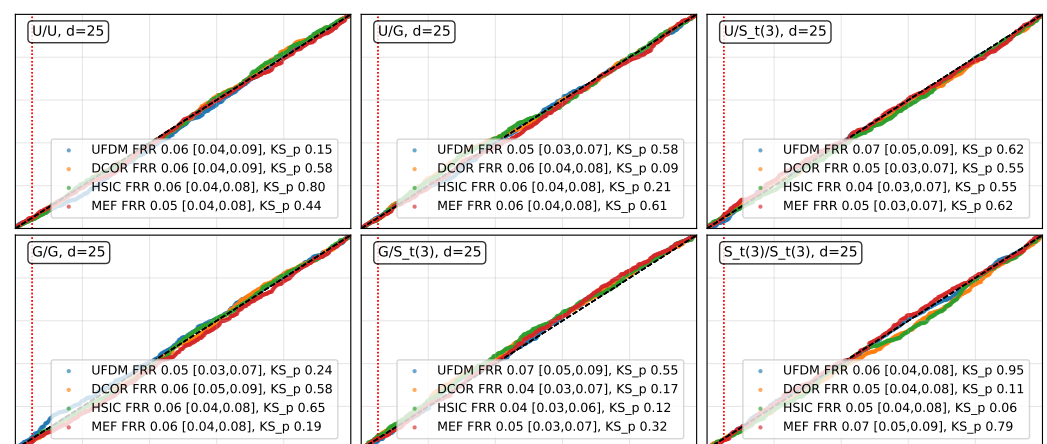 U/U, d=25
UFDM FRR 0.06 [0.04,0.09], KS_p 0.15
DCOR FRR 0.06 [0.04,0.09], KS_p 0.58
HSIC FRR 0.06 [0.04,0.08], KS_p 0.80
MEF FRR 0.05 [0.04,0.08], KS_p 0.44
U/G, d=25
UFDM FRR 0.05 [0.03,0.07], KS_p 0.58
DCOR FRR 0.06 [0.04,0.08], KS_p 0.09
HSIC FRR 0.06 [0.04,0.08], KS_p 0.21
MEF FRR 0.06 [0.04,0.08], KS_p 0.61
U/S_t(3), d=25
UFDM FRR 0.07 [0.05,0.09], KS_p 0.62
DCOR FRR 0.05 [0.03,0.07], KS_p 0.55
HSIC FRR 0.04 [0.03,0.07], KS_p 0.55
MEF FRR 0.05 [0.03,0.07], KS_p 0.62
G/G, d=25
UFDM FRR 0.05 [0.03,0.07], KS_p 0.24
DCOR FRR 0.06 [0.05,0.09], KS_p 0.58
HSIC FRR 0.06 [0.04,0.08], KS_p 0.65
MEF FRR 0.06 [0.04,0.08], KS_p 0.19
G/S_t(3), d=25
UFDM FRR 0.07 [0.05,0.09], KS_p 0.55
DCOR FRR 0.04 [0.03,0.07], KS_p 0.17
HSIC FRR 0.04 [0.03,0.06], KS_p 0.12
MEF FRR 0.05 [0.03,0.07], KS_p 0.32
S_t(3)/S_t(3), d=25
UFDM FRR 0.06 [0.04,0.08], KS_p 0.95
DCOR FRR 0.05 [0.04,0.08], KS_p 0.11
HSIC FRR 0.05 [0.04,0.08], KS_p 0.06
MEF FRR 0.07 [0.05,0.09], KS_p 0.79